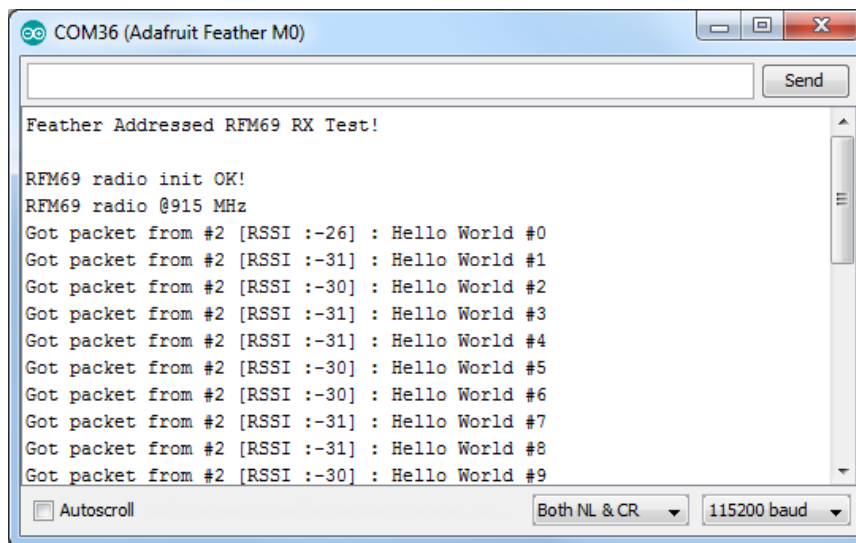 COM36 (Adafruit Feather M0)
Send
Feather Addressed RFM69 RX Test!
RFM69 radio init OK!
RFM69 radio @915 MHz
Got packet from #2 [RSSI :-26] : Hello World #0
Got packet from #2 [RSSI :-31] : Hello World #1
Got packet from #2 [RSSI :-30] : Hello World #2
Got packet from #2 [RSSI :-31] : Hello World #3
Got packet from #2 [RSSI :-31] : Hello World #4
Got packet from #2 [RSSI :-30] : Hello World #5
Got packet from #2 [RSSI :-30] : Hello World #6
Got packet from #2 [RSSI :-31] : Hello World #7
Got packet from #2 [RSSI :-31] : Hello World #8
Got packet from #2 [RSSI :-30] : Hello World #9
Autoscroll Both NL & CR 115200 baud